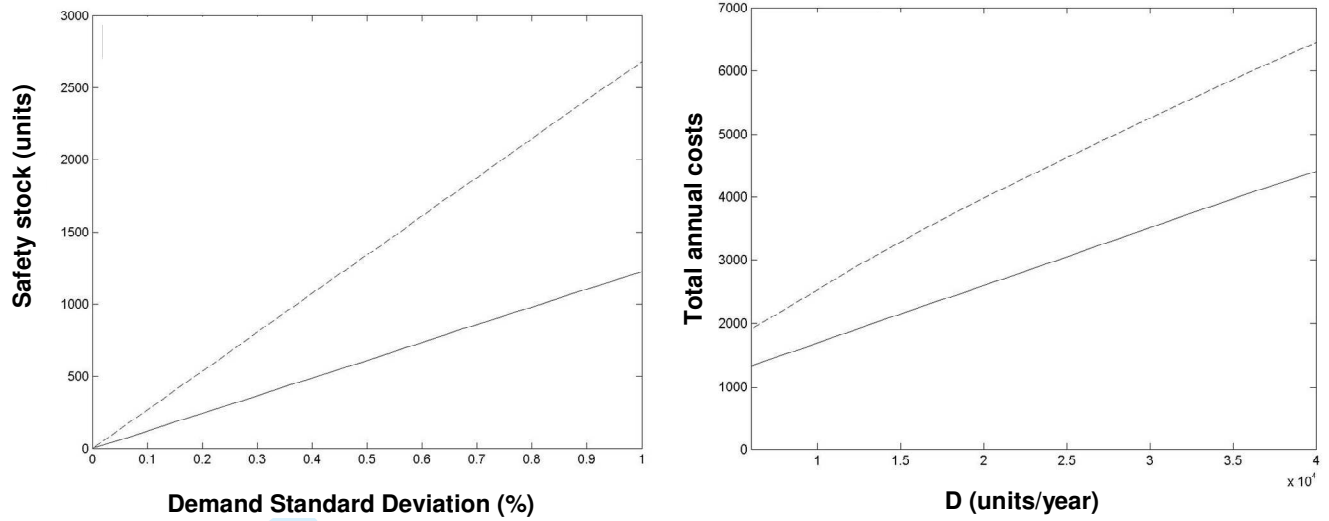 3000
2500
2000
1500
1000
500
0
Safety stock (units)
0 0.1 0.2 0.3 0.4 0.5 0.6 0.7 0.8 0.9 1
Demand Standard Deviation (%)
7000
6000
5000
4000
3000
2000
1000
0
Total annual costs
1 1.5 2 2.5 3 3.5 4
x 10⁴
D (units/year)